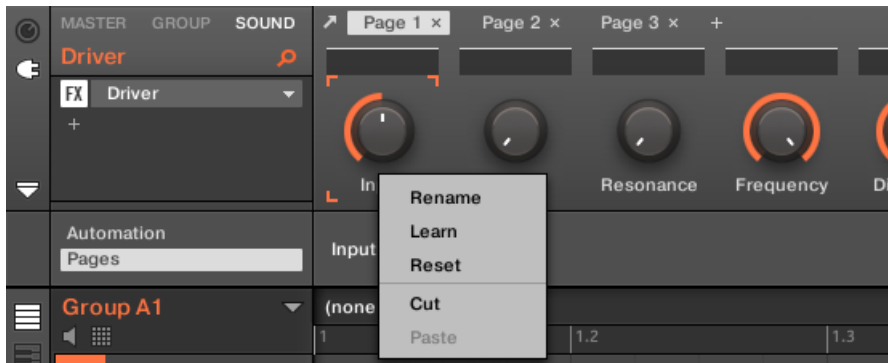 MASTER GROUP SOUND
Page 1 × Page 2 × Page 3 × +
Driver
FX Driver
+
In
Resonance Frequency
Rename
Learn
Reset
Cut
Paste
Automation
Pages
Input
Group A1
(none
1 1.2 1.3